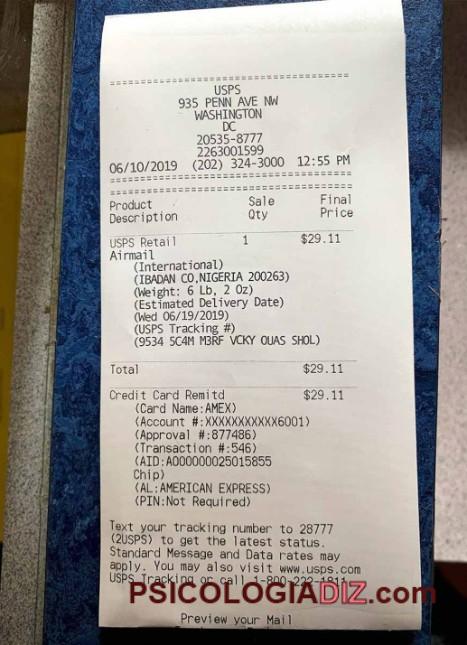 ================================
USPS
935 PENN AVE NW
WASHINGTON
DC
20535-8777
2263001599
06/10/2019 (202) 324-3000 12:55 PM
================================
================================
Product Sale Final
Description Qty Price
USPS Retail 1 $29.11
Airmail
(International)
(IBADAN CO,NIGERIA 200263)
(Weight: 6 Lb, 2 Oz)
(Estimated Delivery Date)
(Wed 06/19/2019)
(USPS Tracking #)
(9534 5C4M M3RF VCKY OUAS SHOL)
Total $29.11
Credit Card Remitd $29.11
(Card Name:AMEX)
(Account #:XXXXXXXXXXX6001)
(Approval #:877486)
(Transaction #:546)
(AID:A000000025015855
Chip)
(AL:AMERICAN EXPRESS)
(PIN:Not Required)
Text your tracking number to 28777
(2USPS) to get the latest status.
Standard Message and Data rates may
apply. You may also visit www.usps.com
USPS Tracking or call 1-800-222-1811
PSICOLOGIADIZ.com
Preview your Mail